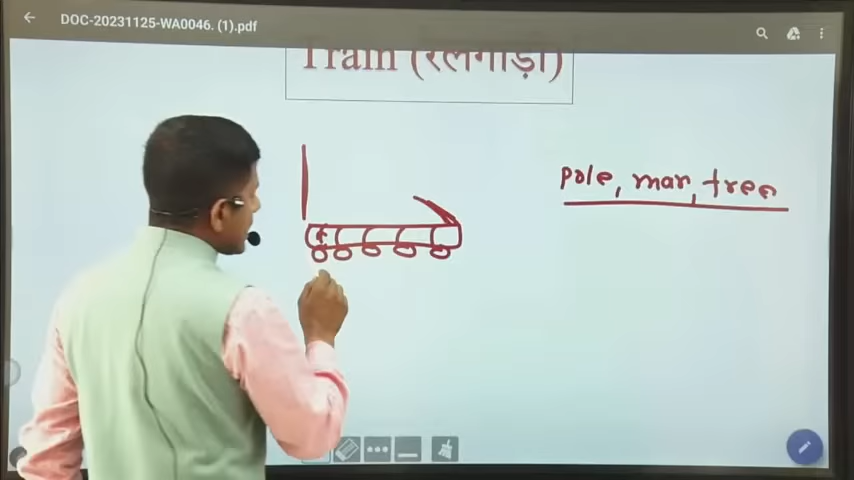 DOC-20231125-WA0046. (1).pdf
Train (रेलगाड़ी)
pole, man, tree